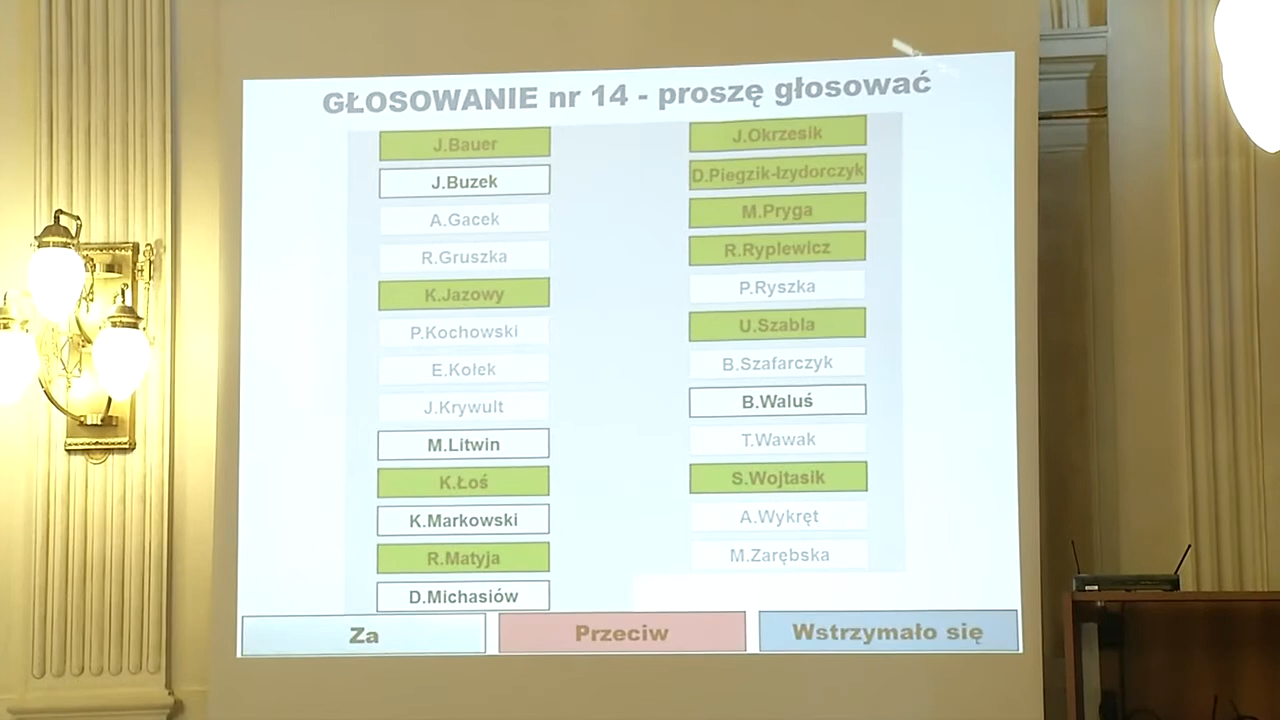 GŁOSOWANIE nr 14 - proszę głosować
J.Bauer
J.Buzek
A.Gacek
R.Gruszka
K.Jazowy
P.Kochowski
E.Kołek
J.Krywult
M.Litwin
K.Łoś
K.Markowski
R.Matyja
D.Michasiów
J.Okrzesik
D.Piegzik-Izydorczyk
M.Pryga
R.Ryplewicz
P.Ryszka
U.Szabla
B.Szafarczyk
B.Waluś
T.Wawak
S.Wojtasik
A.Wykręt
M.Zarębska
Za
Przeciw
Wstrzymało się